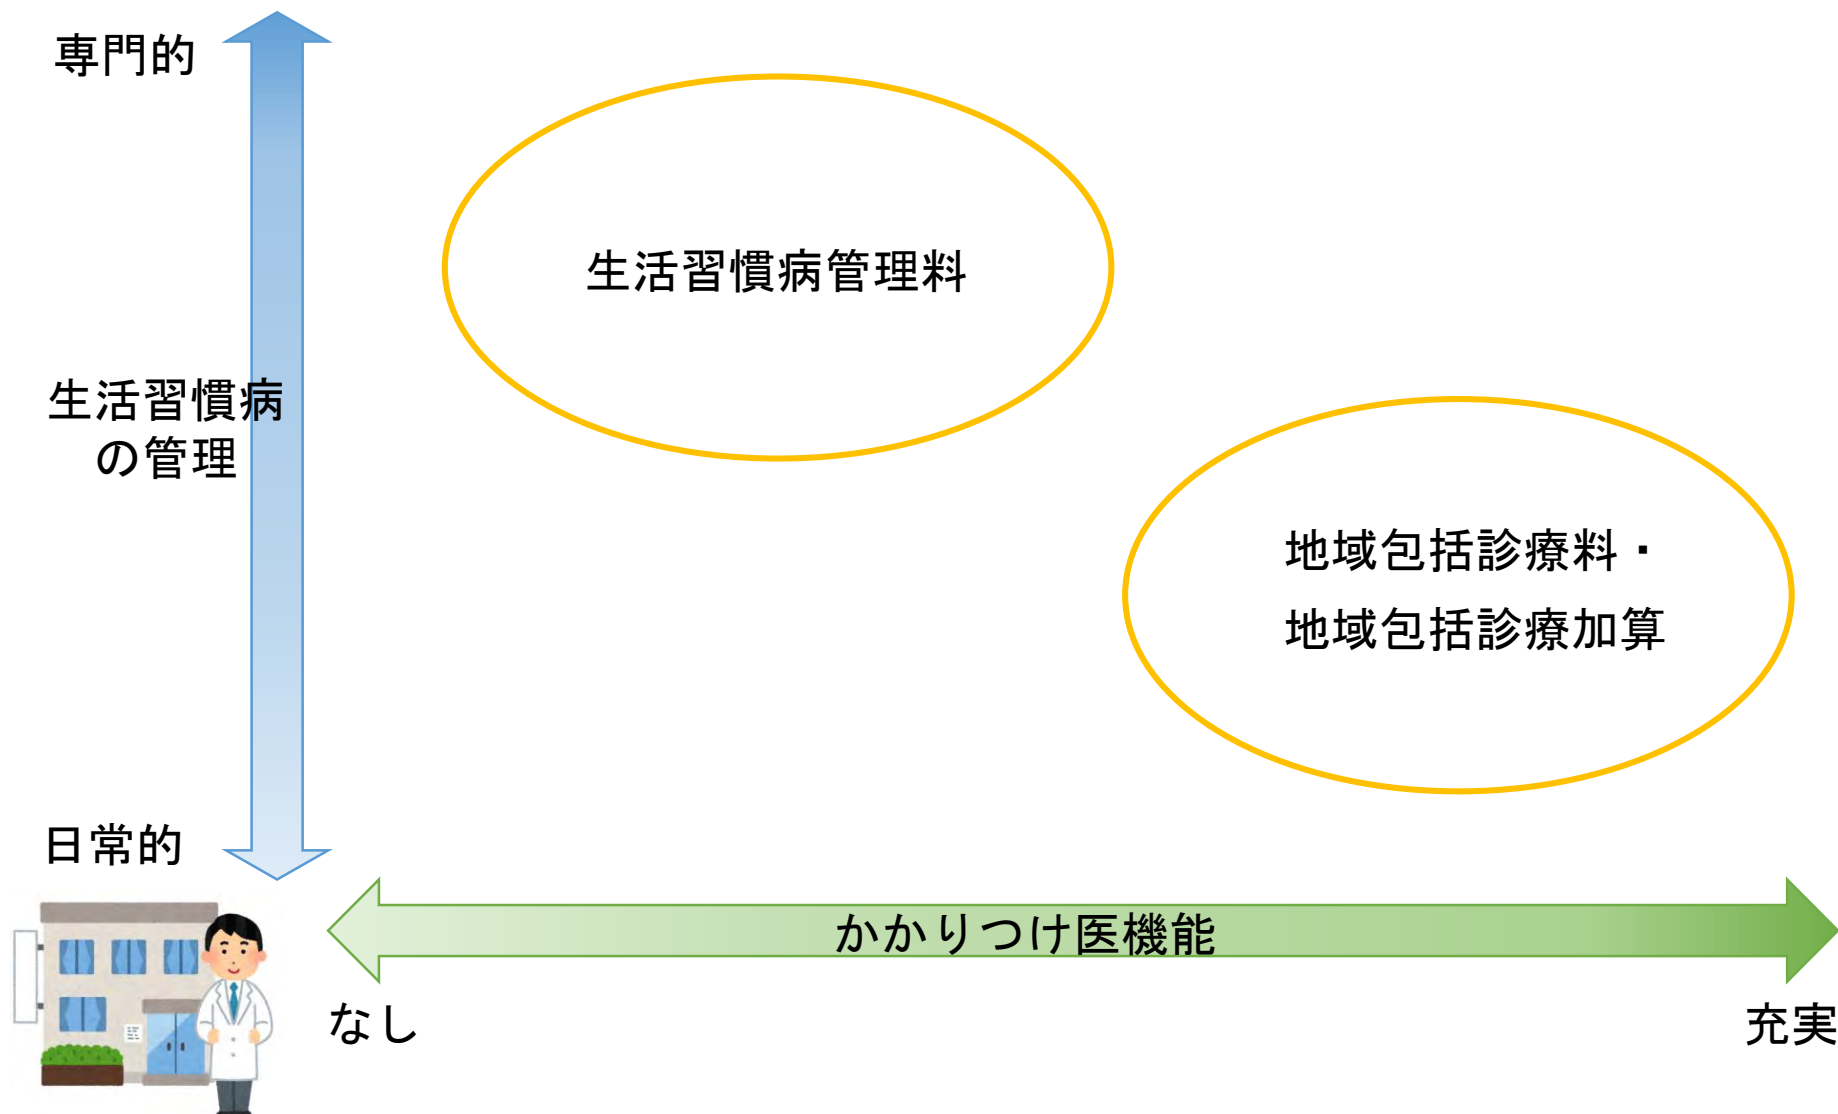 専門的
生活習慣病管理料
生活習慣病
の管理
地域包括診療料・
地域包括診療加算
日常的
かかりつけ医機能
なし
充実